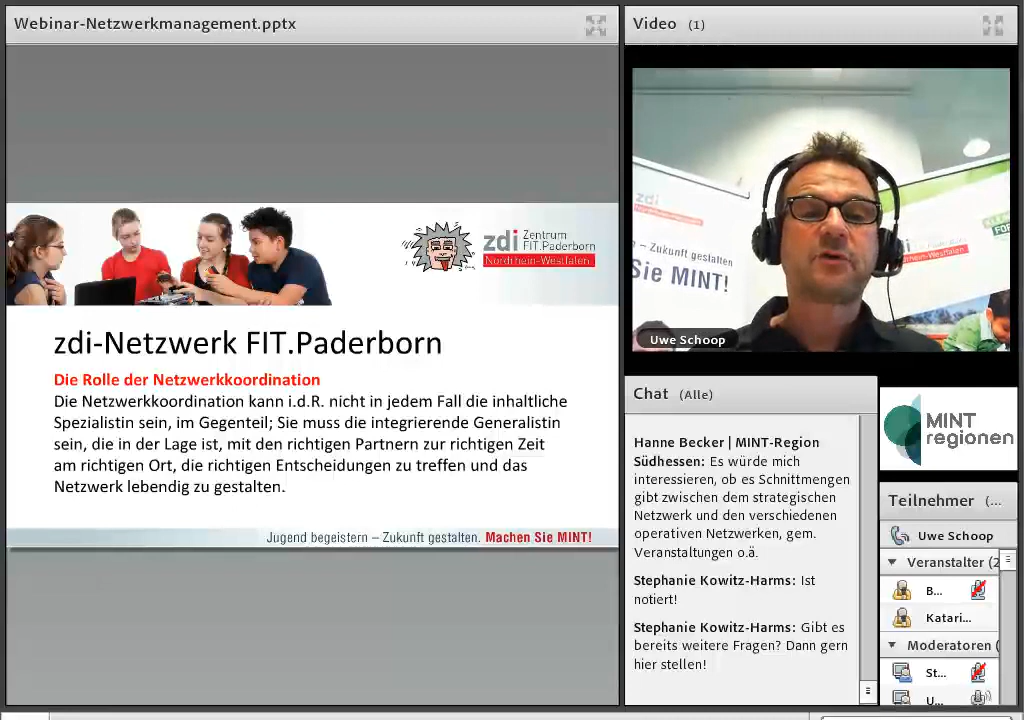 Webinar-Netzwerkmanagement.pptx
zdi Zentrum
FIT.Paderborn
Nordrhein-Westfalen
zdi-Netzwerk FIT.Paderborn
Die Rolle der Netzwerkkoordination
Die Netzwerkkoordination kann i.d.R. nicht in jedem Fall die inhaltliche
Spezialistin sein, im Gegenteil; Sie muss die integrierende Generalistin
sein, die in der Lage ist, mit den richtigen Partnern zur richtigen Zeit
am richtigen Ort, die richtigen Entscheidungen zu treffen und das
Netzwerk lebendig zu gestalten.
Jugend begeistern – Zukunft gestalten. Machen Sie MINT!
Video (1)
zdi
– Zukunft gestalten
Sie MINT!
Uwe Schoop
Chat (Alle)
Hanne Becker | MINT-Region
Südhessen: Es würde mich
interessieren, ob es Schnittmengen
gibt zwischen dem strategischen
Netzwerk und den verschiedenen
operativen Netzwerken, gem.
Veranstaltungen o.ä.
Stephanie Kowitz-Harms: Ist
notiert!
Stephanie Kowitz-Harms: Gibt es
bereits weitere Fragen? Dann gern
hier stellen!
MINT
regionen
Teilnehmer (...
Uwe Schoop
Veranstalter (2
B...
Katari...
Moderatoren (
St...
U...